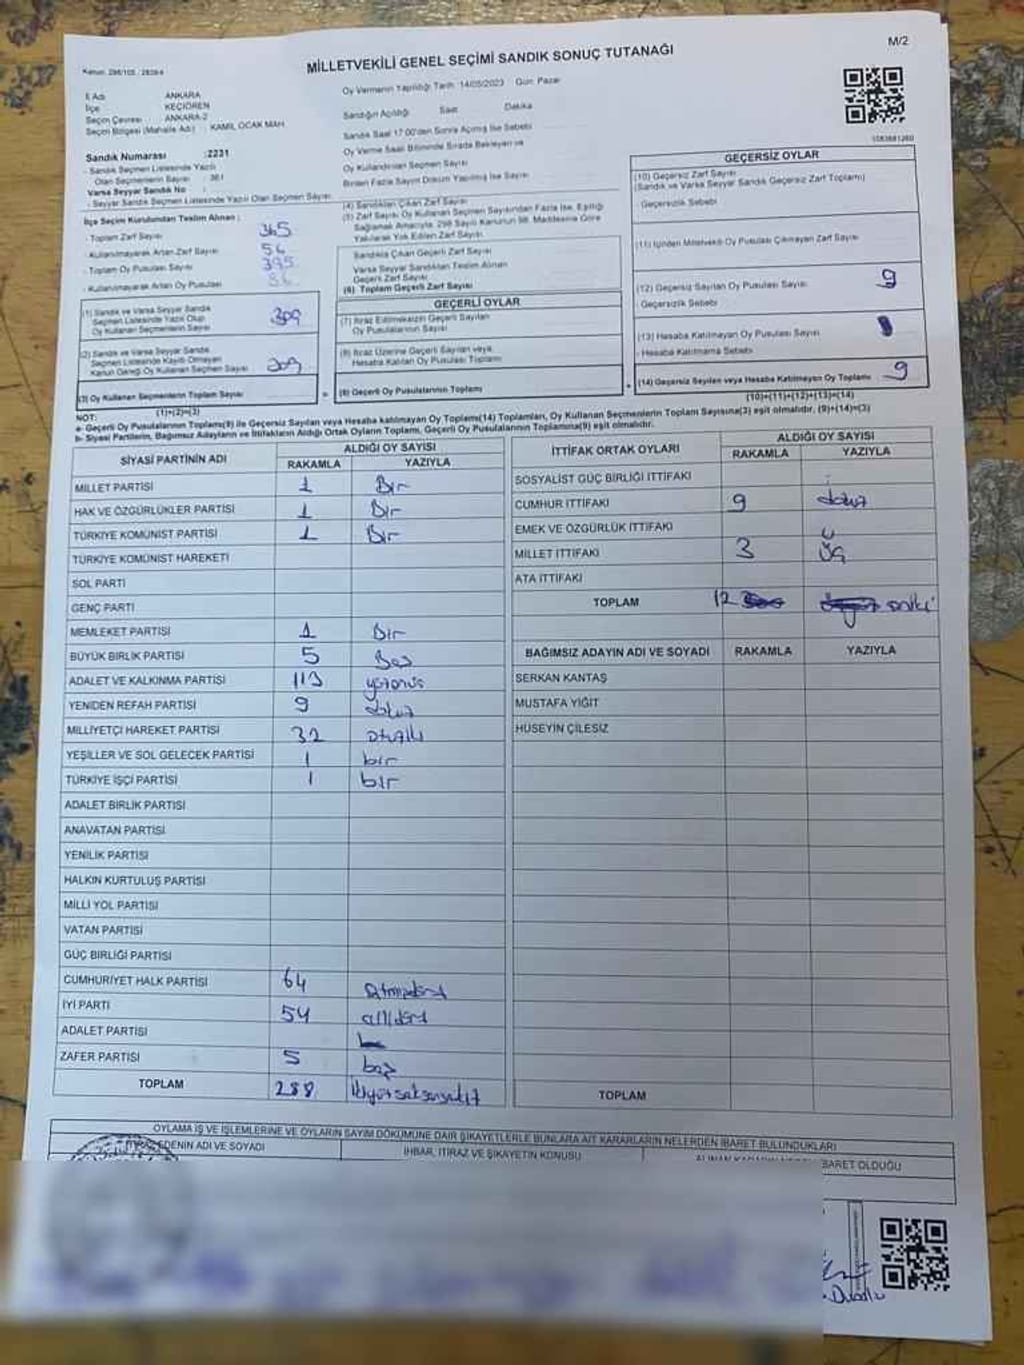 M/2
Kanun: 298/105 / 2839/4
MİLLETVEKİLİ GENEL SEÇİMİ SANDIK SONUÇ TUTANAĞI
İl Adı ANKARA
İlçe KEÇİÖREN
Seçim Çevresi ANKARA-2
Seçim Bölgesi (Mahalle Adı) : KAMİL OCAK MAH
Sandık Numarası :2231
- Sandık Seçmen Listesinde Yazılı
Olan Seçmenlerin Sayısı : 361
Varsa Seyyar Sandık No :
- Seyyar Sandık Seçmen Listesinde Yazılı Olan Seçmen Sayısı
Oy Vermenin Yapıldığı Tarih :14/05/2023 Gün: Pazar
Sandığın Açıldığı Saat Dakika
Sandık Saat 17:00'den Sonra Açılmış İse Sebebi
Oy Verme Saati Bitiminde Sırada Bekleyen ve
Oy Kullandırılan Seçmen Sayısı
Birden Fazla Sayım Döküm Yapılmış İse Sayısı
İlçe Seçim Kurulundan Teslim Alınan :
- Toplam Zarf Sayısı 365
- Kullanılmayarak Artan Zarf Sayısı 56
- Toplam Oy Pusulası Sayısı 395
- Kullanılmayarak Artan Oy Pusulası 86
(1) Sandık ve Varsa Seyyar Sandık
Seçmen Listesinde Yazılı Olup
Oy Kullanan Seçmenlerin Sayısı 309
(2) Sandık ve Varsa Seyyar Sandık
Seçmen Listesinde Kayıtlı Olmayan
Kanun Gereği Oy Kullanan Seçmen Sayısı
(3) Oy Kullanan Seçmenlerin Toplam Sayısı
(1)+(2)=(3)
(4) Sandıktan Çıkan Zarf Sayısı
(5) Zarf Sayısı Oy Kullanan Seçmen Sayısından Fazla İse, Eşitliği
Sağlamak Amacıyla; 298 Sayılı Kanunun 98. Maddesine Göre
Yakılarak Yok Edilen Zarf Sayısı
Sandıkta Çıkan Geçerli Zarf Sayısı
Varsa Seyyar Sandıktan Teslim Alınan
Geçerli Zarf Sayısı
(6) Toplam Geçerli Zarf Sayısı
GEÇERLİ OYLAR
(7) İtiraz Edilmeksizin Geçerli Sayılan
Oy Pusulalarının Sayısı
(8) İtiraz Üzerine Geçerli Sayılan veya
Hesaba Katılan Oy Pusulası Toplamı
(9) Geçerli Oy Pusulalarının Toplamı
1083681260
GEÇERSİZ OYLAR
(10) Geçersiz Zarf Sayısı
(Sandık ve Varsa Seyyar Sandık Geçersiz Zarf Toplamı)
Geçersizlik Sebebi
(11) İçinden Milletvekili Oy Pusulası Çıkmayan Zarf Sayısı
(12) Geçersiz Sayılan Oy Pusulası Sayısı 9
Geçersizlik Sebebi
(13) Hesaba Katılmayan Oy Pusulası Sayısı
- Hesaba Katılmama Sebebi
(14) Geçersiz Sayılan veya Hesaba Katılmayan Oy Toplamı 9
(10)+(11)+(12)+(13)=(14)
NOT:
a- Geçerli Oy Pusulalarının Toplamı(9) ile Geçersiz Sayılan veya Hesaba katılmayan Oy Toplamı(14) Toplamları, Oy Kullanan Seçmenlerin Toplam Sayısına(3) eşit olmalıdır. (9)+(14)=(3)
b- Siyasi Partilerin, Bağımsız Adayların ve İttifakların Aldığı Ortak Oyların Toplamı, Geçerli Oy Pusulalarının Toplamına(9) eşit olmalıdır.
SİYASİ PARTİNİN ADI ALDIĞI OY SAYISI
RAKAMLA YAZIYLA
MİLLET PARTİSİ 1 Bir
HAK VE ÖZGÜRLÜKLER PARTİSİ 1 Bir
TÜRKİYE KOMÜNİST PARTİSİ 1 Bir
TÜRKİYE KOMÜNİST HAREKETİ
SOL PARTİ
GENÇ PARTİ
MEMLEKET PARTİSİ 1 Bir
BÜYÜK BİRLİK PARTİSİ 5 Beş
ADALET VE KALKINMA PARTİSİ 113 yüzonüç
YENİDEN REFAH PARTİSİ 9 dokuz
MİLLİYETÇİ HAREKET PARTİSİ 32 otuziki
YEŞİLLER VE SOL GELECEK PARTİSİ 1 bir
TÜRKİYE İŞÇİ PARTİSİ 1 bir
ADALET BİRLİK PARTİSİ
ANAVATAN PARTİSİ
YENİLİK PARTİSİ
HALKIN KURTULUŞ PARTİSİ
MİLLİ YOL PARTİSİ
VATAN PARTİSİ
GÜÇ BİRLİĞİ PARTİSİ
CUMHURİYET HALK PARTİSİ 64 Atmışdört
İYİ PARTİ 54 ellidört
ADALET PARTİSİ
ZAFER PARTİSİ 5 beş
TOPLAM 288 ikiyüzseksensekiz
İTTİFAK ORTAK OYLARI ALDIĞI OY SAYISI
RAKAMLA YAZIYLA
SOSYALİST GÜÇ BİRLİĞİ İTTİFAKI
CUMHUR İTTİFAKI 9 dokuz
EMEK VE ÖZGÜRLÜK İTTİFAKI
MİLLET İTTİFAKI 3 üç
ATA İTTİFAKI
TOPLAM 12 oniki
BAĞIMSIZ ADAYIN ADI VE SOYADI RAKAMLA YAZIYLA
SERKAN KANTAŞ
MUSTAFA YİĞİT
HÜSEYİN ÇİLESİZ
TOPLAM
OYLAMA İŞ VE İŞLEMLERİNE VE OYLARIN SAYIM DÖKÜMÜNE DAİR ŞİKAYETLERLE BUNLARA AİT KARARLARIN NELERDEN İBARET BULUNDUKLARI
İTİRAZ EDENİN ADI VE SOYADI
İHBAR, İTİRAZ VE ŞİKAYETİN KONUSU
İBARET OLDUĞU